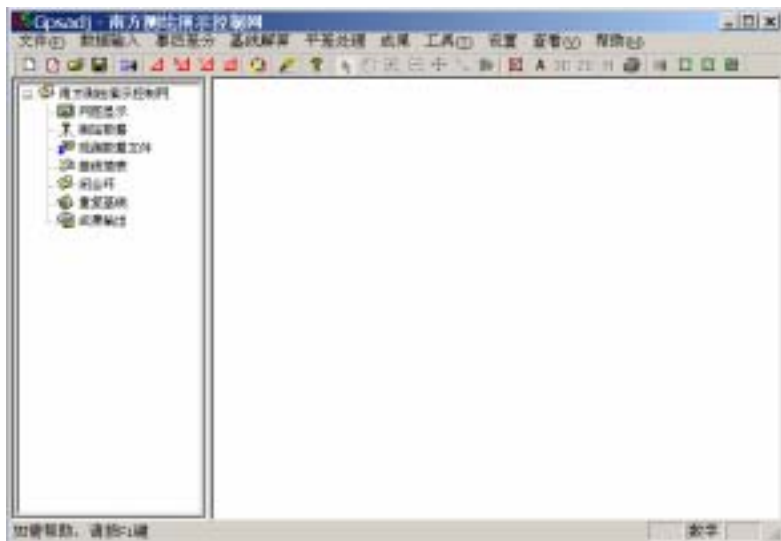 Gpsadj - 南方测绘演示控制网
文件(F) 数据输入 事后差分 基线解算 平差处理 成果 工具(T) 设置 查看(V) 帮助(H)
南方测绘演示控制网
网图显示
测站数据
观测数据文件
基线简表
闭合环
重复基线
成果输出
如需帮助，请按F1键
数字